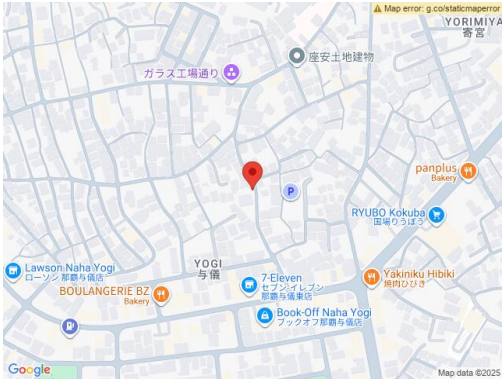 Map error: g.co/staticmaperror
YORIMIYA
寄宮
座安土地建物
ガラス工場通り
panplus
Bakery
P
RYUBO Kokuba
国場りうぼう
YOGI
与儀
Lawson Naha Yogi
ローソン 那覇与儀店
7-Eleven
セブン-イレブン
那覇与儀東店
Yakiniku Hibiki
焼肉ひびき
BOULANGERIE BZ
Bakery
Book-Off Naha Yogi
ブックオフ那覇与儀店
Google
Map data ©2025